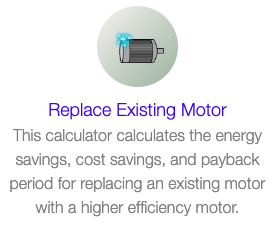 Replace Existing Motor
This calculator calculates the energy
savings, cost savings, and payback
period for replacing an existing motor
with a higher efficiency motor.